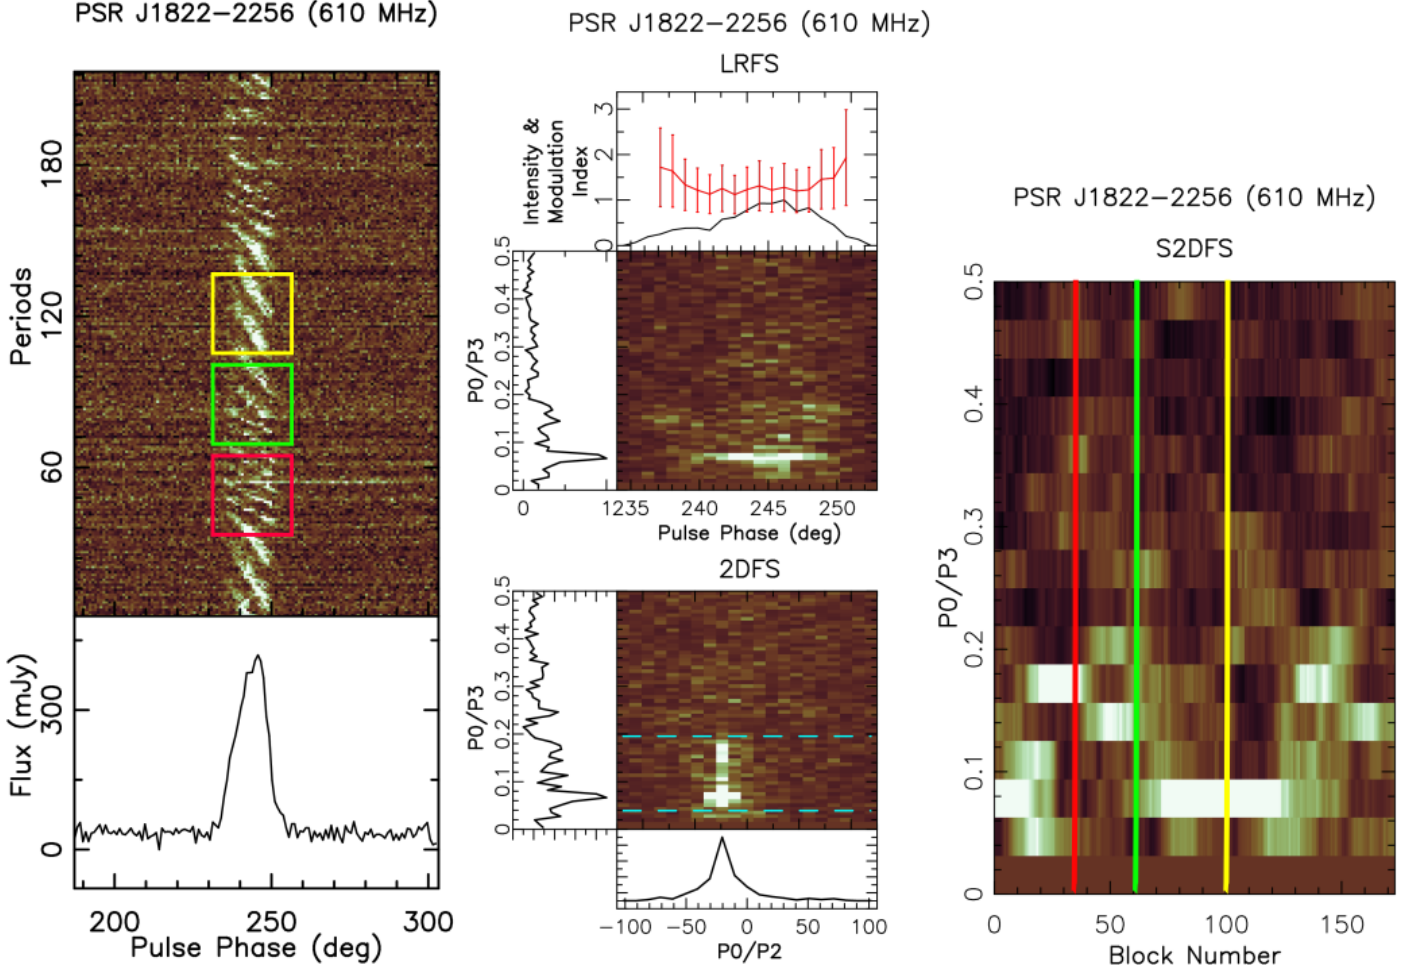 PSR J1822−2256 (610 MHz)
180
120
60
Periods
300
0
Flux (mJy)
200 250 300
Pulse Phase (deg)
PSR J1822−2256 (610 MHz)
LRFS
Intensity &
Modulation
Index
3
2
1
0
0.5
0.4
0.3
0.2
0.1
0
P0/P3
0 1 235 240 245 250
Pulse Phase (deg)
2DFS
0.5
0.4
0.3
0.2
0.1
0
P0/P3
−100 −50 0 50 100
P0/P2
PSR J1822−2256 (610 MHz)
S2DFS
0.5
0.4
0.3
0.2
0.1
0
P0/P3
0 50 100 150
Block Number